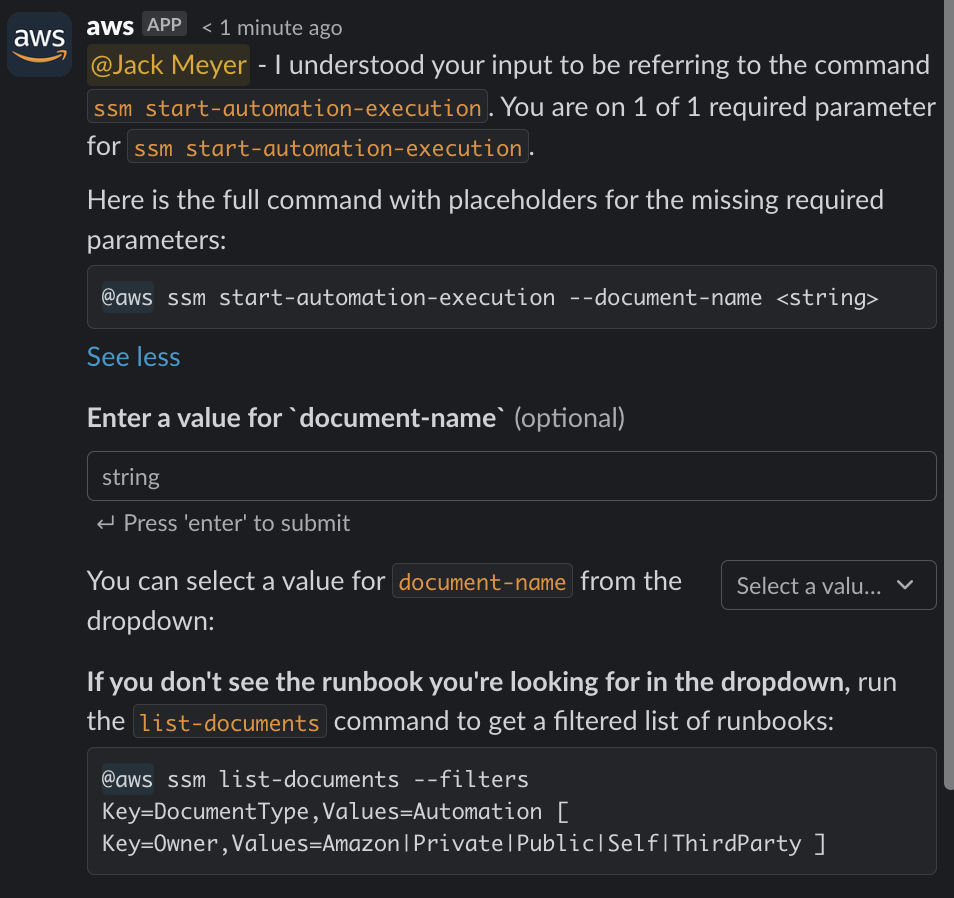 aws
aws APP < 1 minute ago
@Jack Meyer - I understood your input to be referring to the command
ssm start-automation-execution. You are on 1 of 1 required parameter
for ssm start-automation-execution.
Here is the full command with placeholders for the missing required
parameters:
@aws ssm start-automation-execution --document-name <string>
See less
Enter a value for `document-name` (optional)
string
↵ Press 'enter' to submit
You can select a value for document-name from the
dropdown:
Select a valu...
If you don't see the runbook you're looking for in the dropdown, run
the list-documents command to get a filtered list of runbooks:
@aws ssm list-documents --filters
Key=DocumentType,Values=Automation [
Key=Owner,Values=Amazon|Private|Public|Self|ThirdParty ]